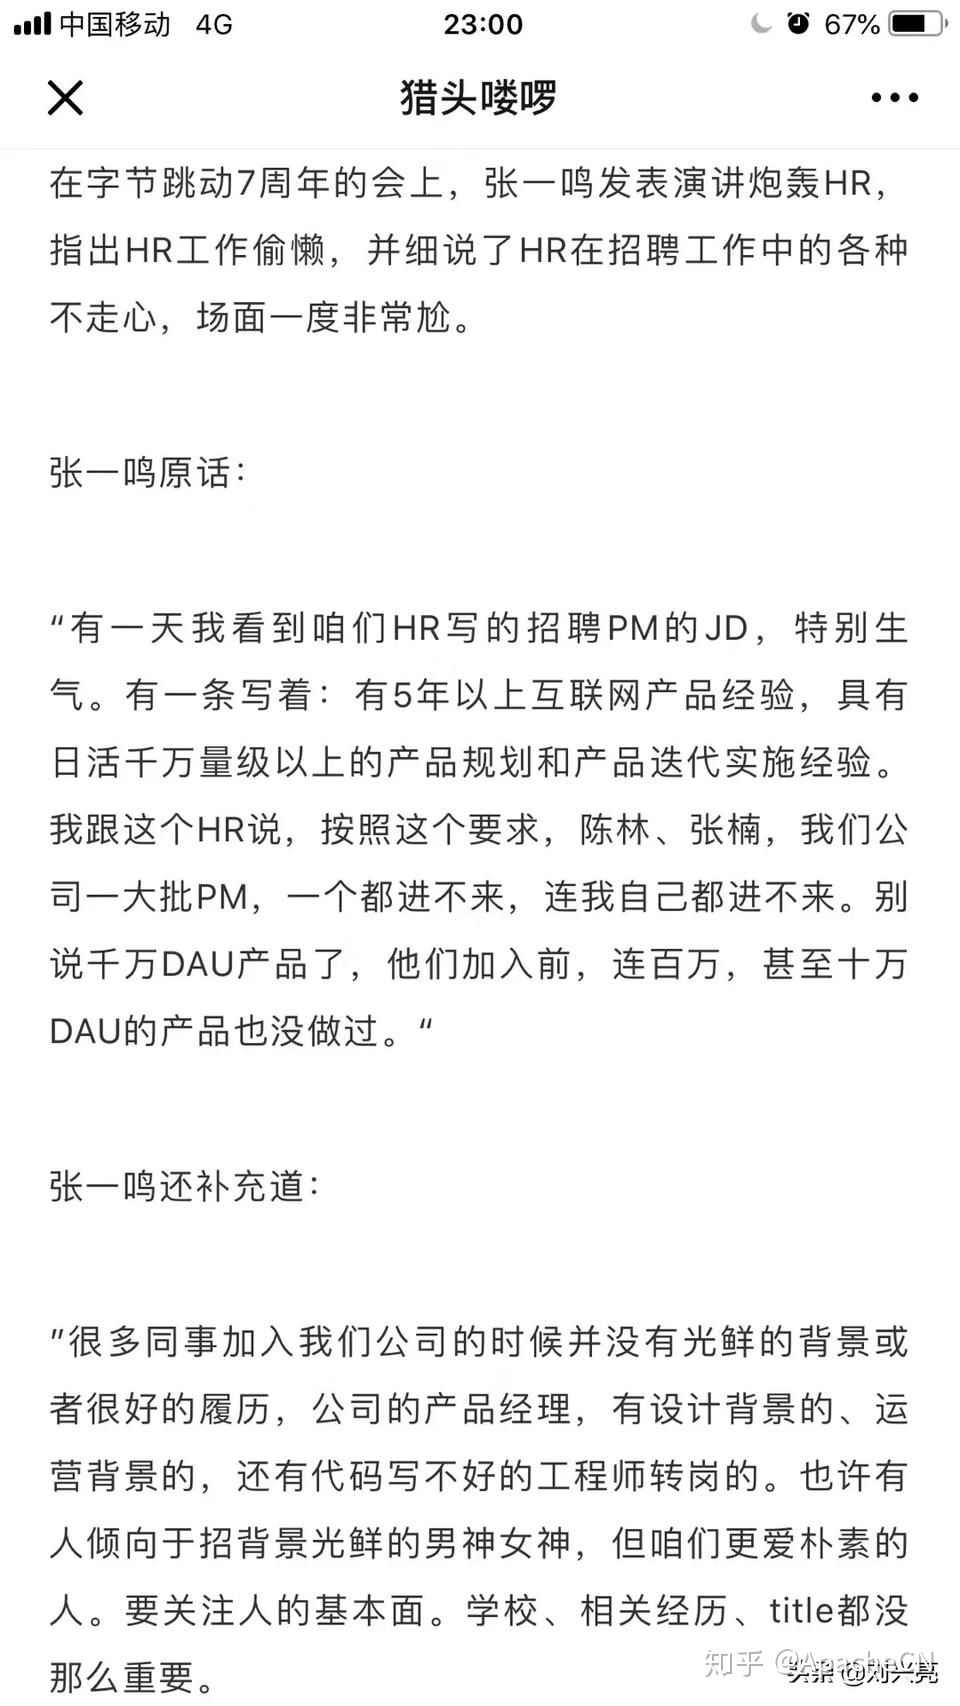 中国移动 4G 23:00 67%
猎头喽啰
在字节跳动7周年的会上，张一鸣发表演讲炮轰HR，
指出HR工作偷懒，并细说了HR在招聘工作中的各种
不走心，场面一度非常尬。
张一鸣原话：
“有一天我看到咱们HR写的招聘PM的JD，特别生
气。有一条写着：有5年以上互联网产品经验，具有
日活千万量级以上的产品规划和产品迭代实施经验。
我跟这个HR说，按照这个要求，陈林、张楠，我们公
司一大批PM，一个都进不来，连我自己都进不来。别
说千万DAU产品了，他们加入前，连百万，甚至十万
DAU的产品也没做过。“
张一鸣还补充道：
”很多同事加入我们公司的时候并没有光鲜的背景或
者很好的履历，公司的产品经理，有设计背景的、运
营背景的，还有代码写不好的工程师转岗的。也许有
人倾向于招背景光鲜的男神女神，但咱们更爱朴素的
人。要关注人的基本面。学校、相关经历、title都没
那么重要。
知乎 @ApacheCN
头条 @刘兴亮